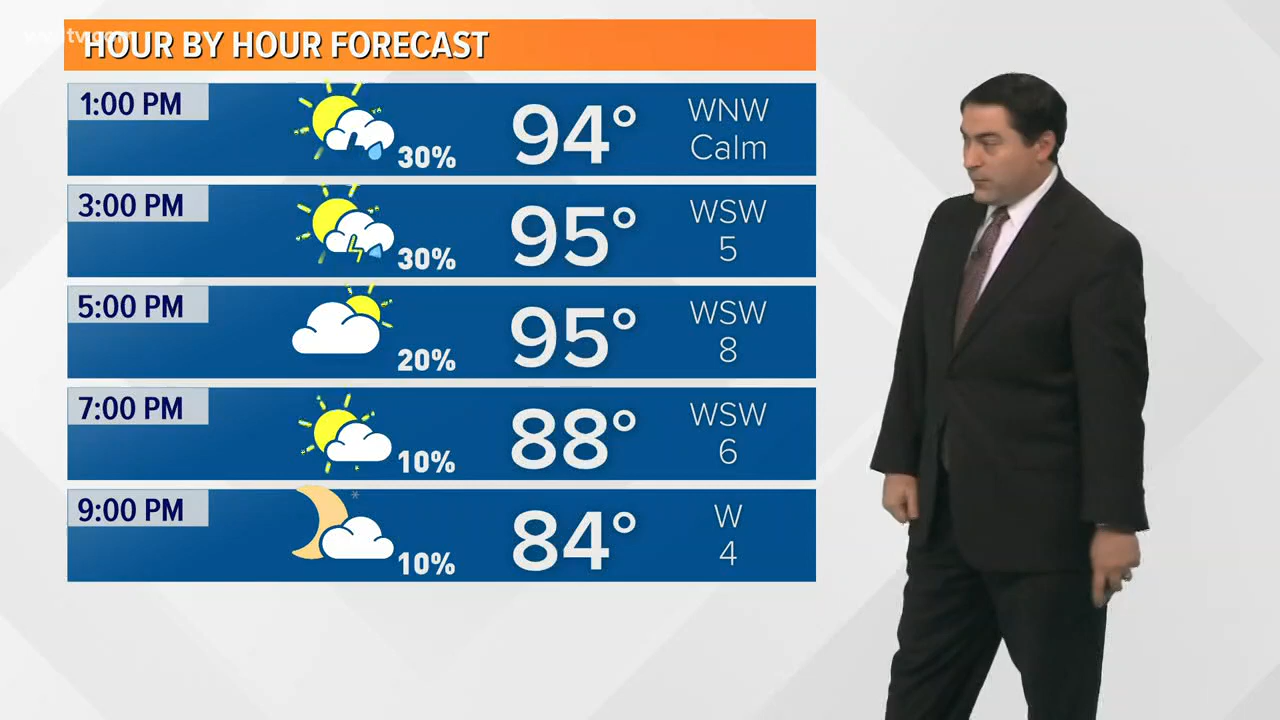 HOUR BY HOUR FORECAST
1:00 PM
30%
94°
WNW
Calm
3:00 PM
30%
95°
WSW
5
5:00 PM
20%
95°
WSW
8
7:00 PM
10%
88°
WSW
6
9:00 PM
10%
84°
W
4